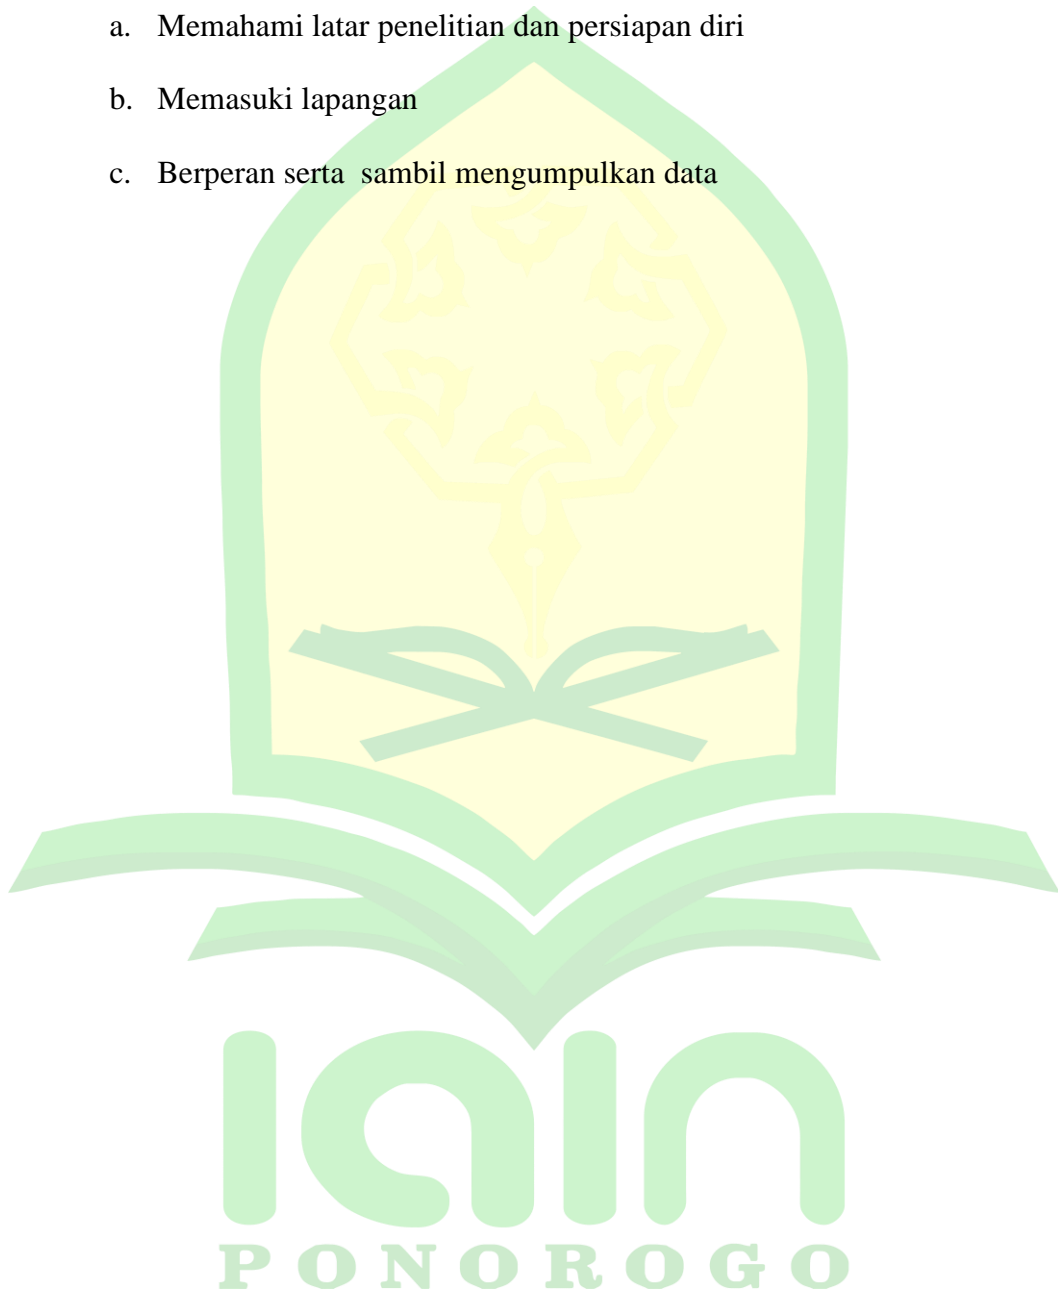 a. Memahami latar penelitian dan persiapan diri
b. Memasuki lapangan
c. Berperan serta  sambil mengumpulkan data
iain
PONOROGO